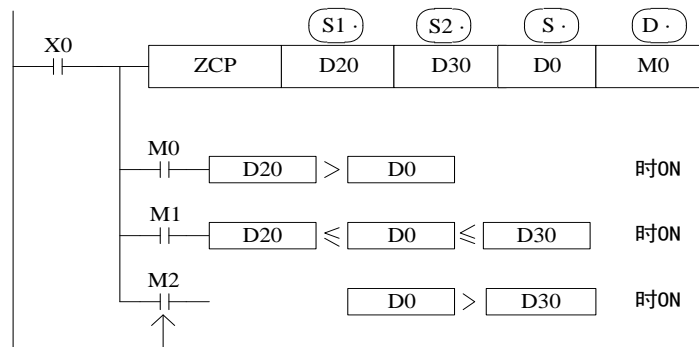 S1· S2· S· D·
X0
ZCP D20 D30 D0 M0
M0
D20 > D0 时ON
M1
D20 ≤ D0 ≤ D30 时ON
M2
D0 > D30 时ON